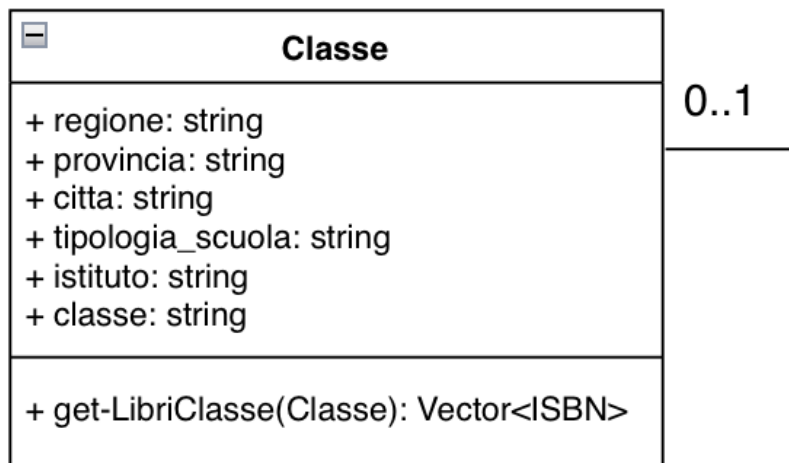 Classe
0..1
+ regione: string
+ provincia: string
+ citta: string
+ tipologia_scuola: string
+ istituto: string
+ classe: string
+ get-LibriClasse(Classe): Vector<ISBN>